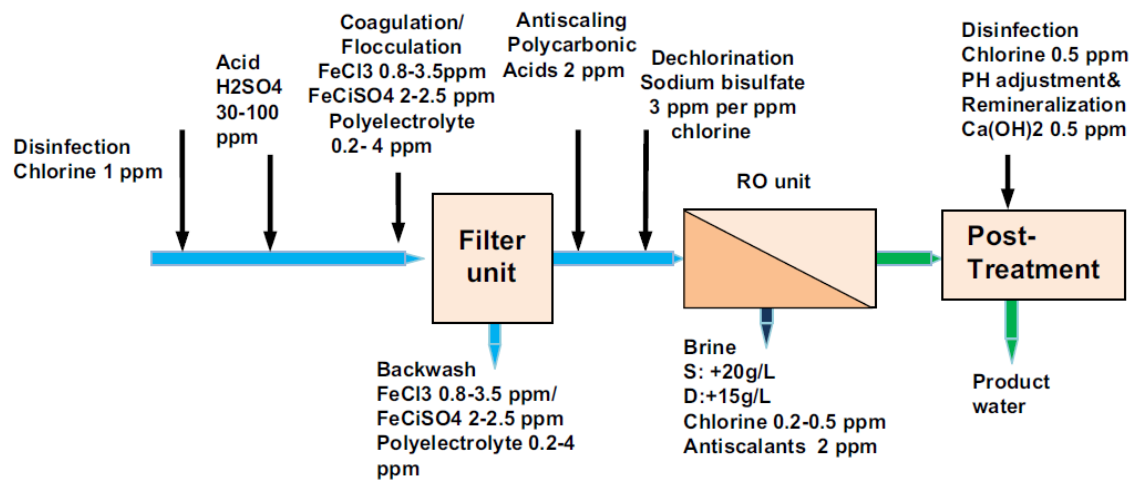 Disinfection
Chlorine 1 ppm
Acid
H2SO4
30-100
ppm
Coagulation/
Flocculation
FeCl3 0.8-3.5ppm
FeCiSO4 2-2.5 ppm
Polyelectrolyte
0.2- 4 ppm
Antiscaling
Polycarbonic
Acids 2 ppm
Dechlorination
Sodium bisulfate
3 ppm per ppm
chlorine
Disinfection
Chlorine 0.5 ppm
PH adjustment&
Remineralization
Ca(OH)2 0.5 ppm
Filter
unit
RO unit
Post-
Treatment
Backwash
FeCl3 0.8-3.5 ppm/
FeCiSO4 2-2.5 ppm
Polyelectrolyte 0.2-4
ppm
Brine
S: +20g/L
D:+15g/L
Chlorine 0.2-0.5 ppm
Antiscalants 2 ppm
Product
water